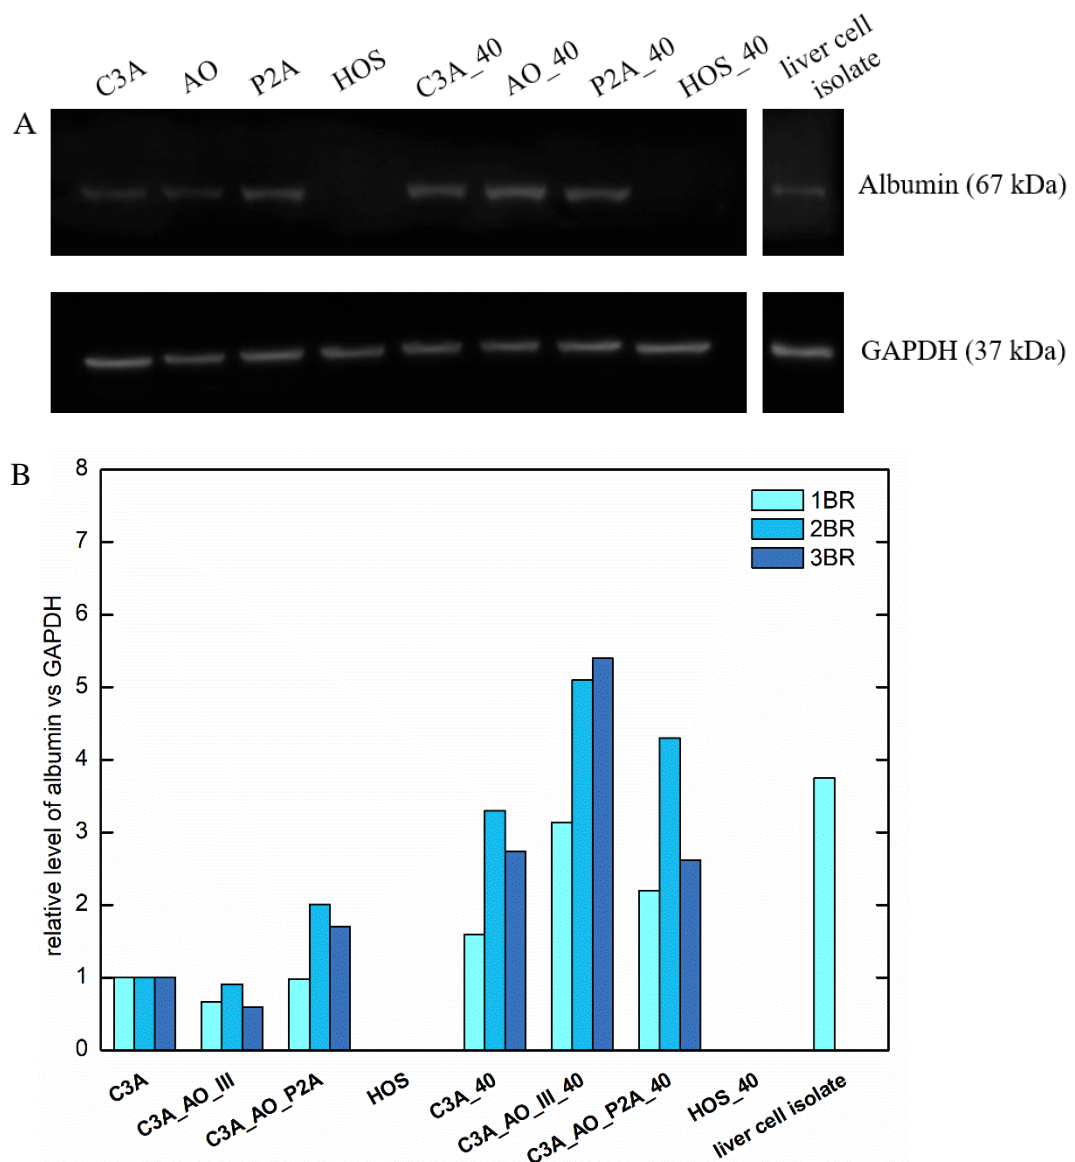 C3A AO P2A HOS C3A_40 AO_40 P2A_40 HOS_40 liver cell
isolate
A
Albumin (67 kDa)
GAPDH (37 kDa)
B
8
7
6
5
4
3
2
1
0
relative level of albumin vs GAPDH
1BR
2BR
3BR
C3A C3A_AO_III C3A_AO_P2A HOS C3A_40 C3A_AO_III_40 C3A_AO_P2A_40 HOS_40 liver cell isolate